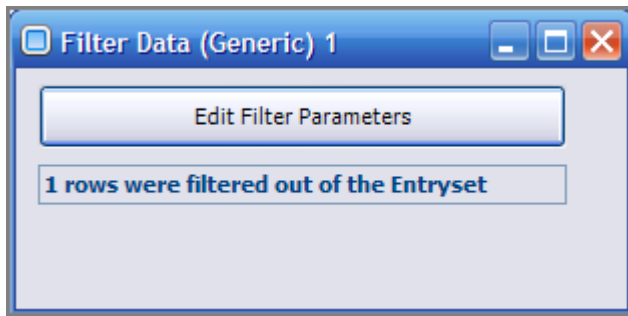 Filter Data (Generic) 1
Edit Filter Parameters
1 rows were filtered out of the Entryset